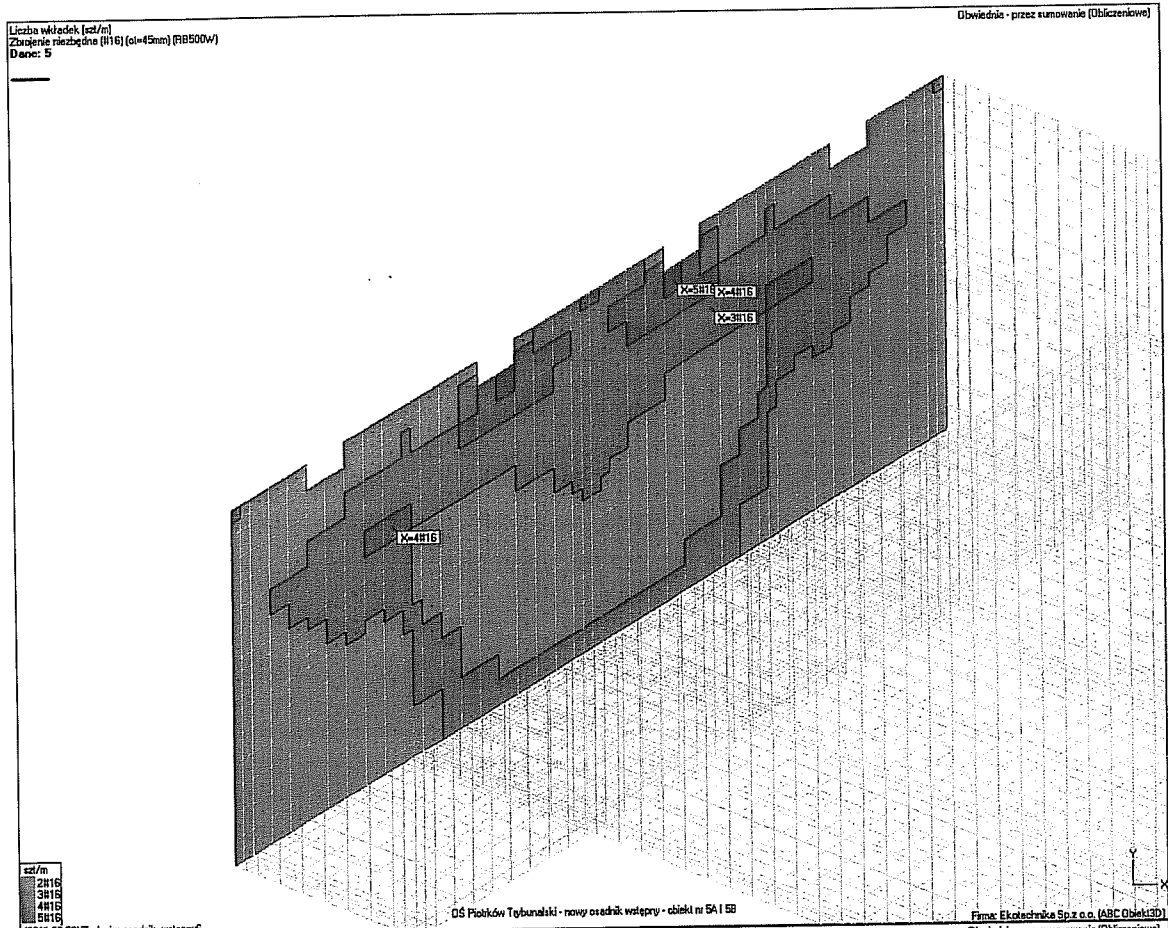 Liczba wkładek [szt/m]
Zbrojenie niezbędne (#16) (ol=45mm) (RB500W)
Dane: 5
Obwiednia - przez sumowanie (Obliczeniowe)
X=5#16
X=4#16
X=3#16
X=4#16
szt/m
2#16
3#16
4#16
5#16
Y
X
OŚ Piotrków Trybunalski - nowy osadnik wstępny - obiekt nr 5A i 5B
Firma: Ekotechnika Sp.z o.o. (ABC Obiekt3D)